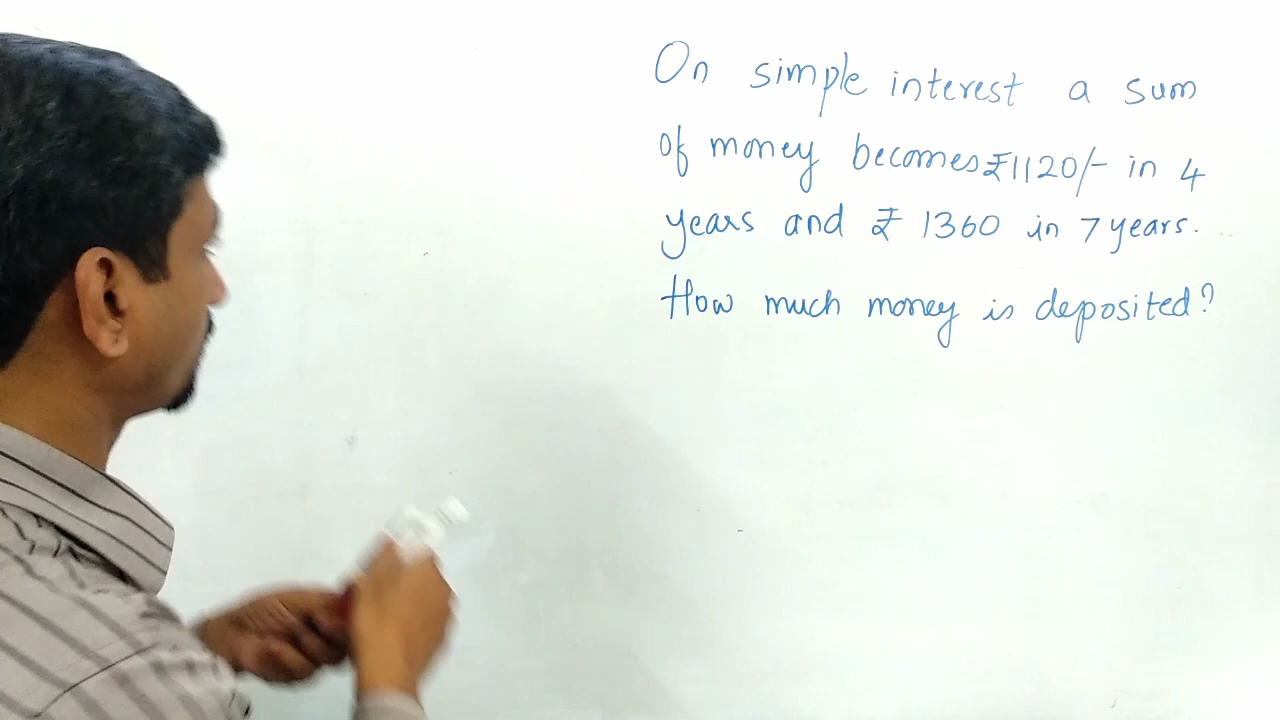 On simple interest a sum
of money becomes ₹1120/- in 4
years and ₹ 1360 in 7 years.
How much money is deposited?